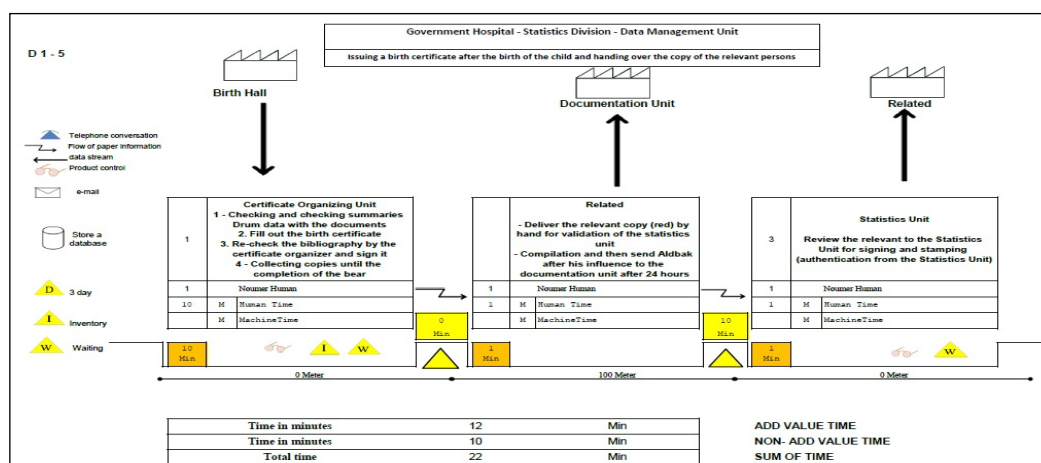 Government Hospital - Statistics Division - Data Management Unit
Issuing a birth certificate after the birth of the child and handing over the copy of the relevant persons
D 1 - 5
Birth Hall
Documentation Unit
Related
Telephone conversation
Flow of paper information
data stream
Product control
e-mail
Store a
database
D 3 day
I Inventory
W Waiting
1
Certificate Organizing Unit
1 - Checking and checking summaries
Drum data with the documents
2. Fill out the birth certificate
3. Re-check the bibliography by the
certificate organizer and sign it
4 - Collecting copies until the
completion of the bear
1 Noumer Human
10 M Human Time
M MachineTime
10
Min
I W
0
Min
Related
- Deliver the relevant copy (red) by
hand for validation of the statistics
unit
- Compilation and then send Aldbak
after his influence to the
documentation unit after 24 hours
1 Noumer Human
1 M Human Time
M MachineTime
1
Min
10
Min
3
Statistics Unit
Review the relevant to the Statistics
Unit for signing and stamping
(authentication from the Statistics Unit)
1 Noumer Human
1 M Human Time
M MachineTime
1
Min
W
0 Meter
100 Meter
0 Meter
Time in minutes 12 Min ADD VALUE TIME
Time in minutes 10 Min NON- ADD VALUE TIME
Total time 22 Min SUM OF TIME